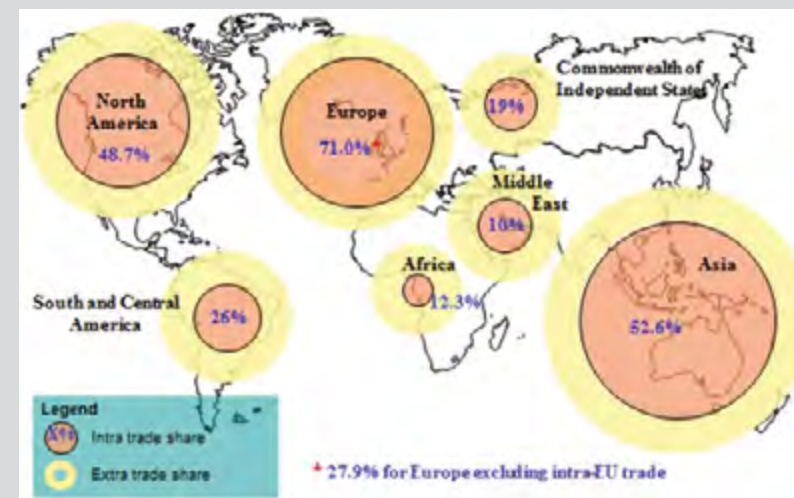 North
America
48.7%
Europe
71.0%+
Commonwealth of
Independent States
19%
Middle
East
10%
Africa
12.3%
Asia
52.6%
South and Central
America
26%
Legend
X%
Intra trade share
Extra trade share
+ 27.9% for Europe excluding intra-EU trade